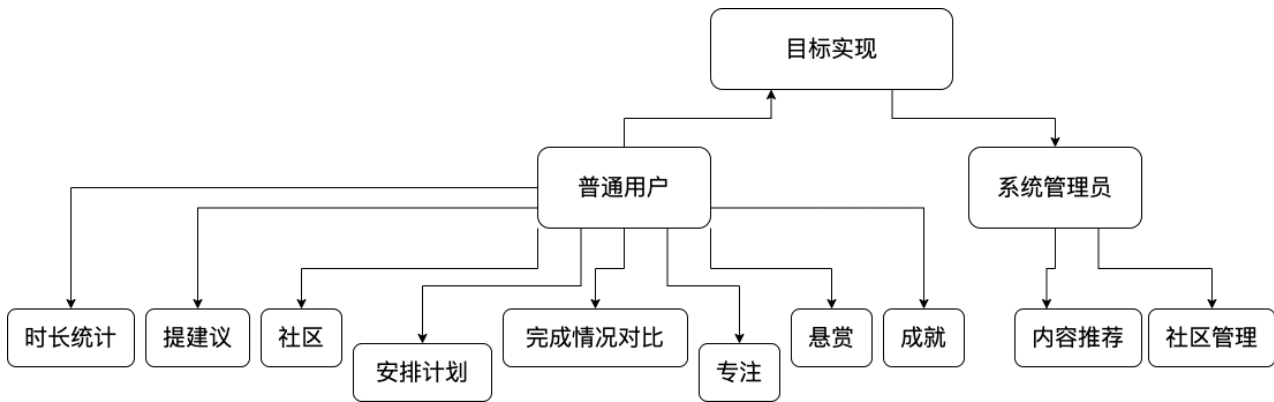 目标实现
普通用户
系统管理员
时长统计
提建议
社区
安排计划
完成情况对比
专注
悬赏
成就
内容推荐
社区管理